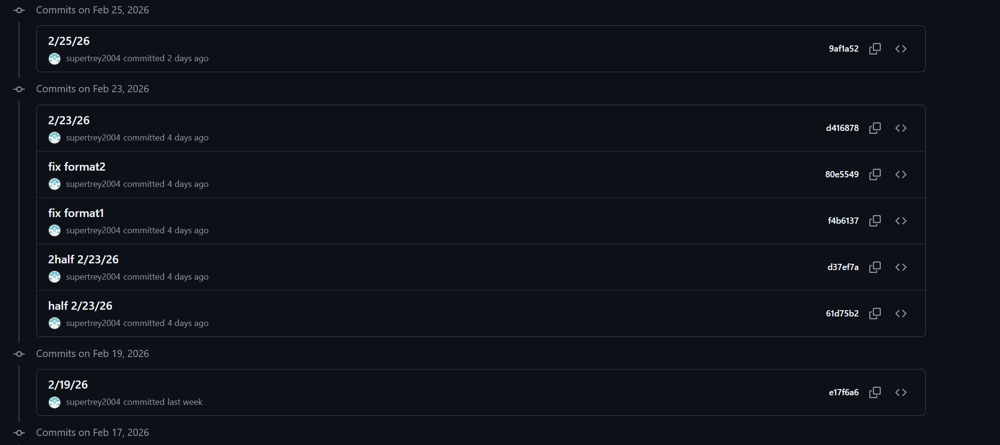 Commits on Feb 25, 2026
2/25/26
supertrey2004 committed 2 days ago
9af1a52
Commits on Feb 23, 2026
2/23/26
supertrey2004 committed 4 days ago
d416878
fix format2
supertrey2004 committed 4 days ago
80e5549
fix format1
supertrey2004 committed 4 days ago
f4b6137
2half 2/23/26
supertrey2004 committed 4 days ago
d37ef7a
half 2/23/26
supertrey2004 committed 4 days ago
61d75b2
Commits on Feb 19, 2026
2/19/26
supertrey2004 committed last week
e17f6a6
Commits on Feb 17, 2026